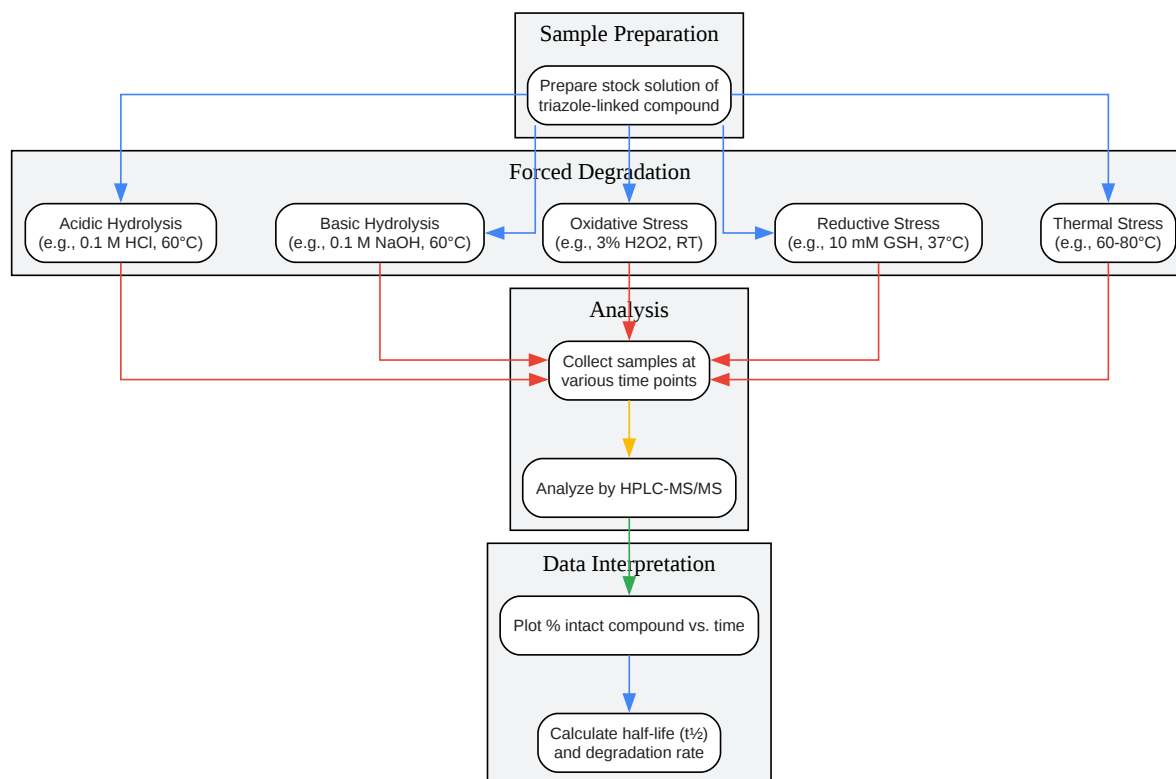 Sample Preparation
Prepare stock solution of
triazole-linked compound
Forced Degradation
Acidic Hydrolysis
(e.g., 0.1 M HCl, 60°C)
Basic Hydrolysis
(e.g., 0.1 M NaOH, 60°C)
Oxidative Stress
(e.g., 3% H2O2, RT)
Reductive Stress
(e.g., 10 mM GSH, 37°C)
Thermal Stress
(e.g., 60-80°C)
Analysis
Collect samples at
various time points
Analyze by HPLC-MS/MS
Data Interpretation
Plot % intact compound vs. time
Calculate half-life (t½)
and degradation rate